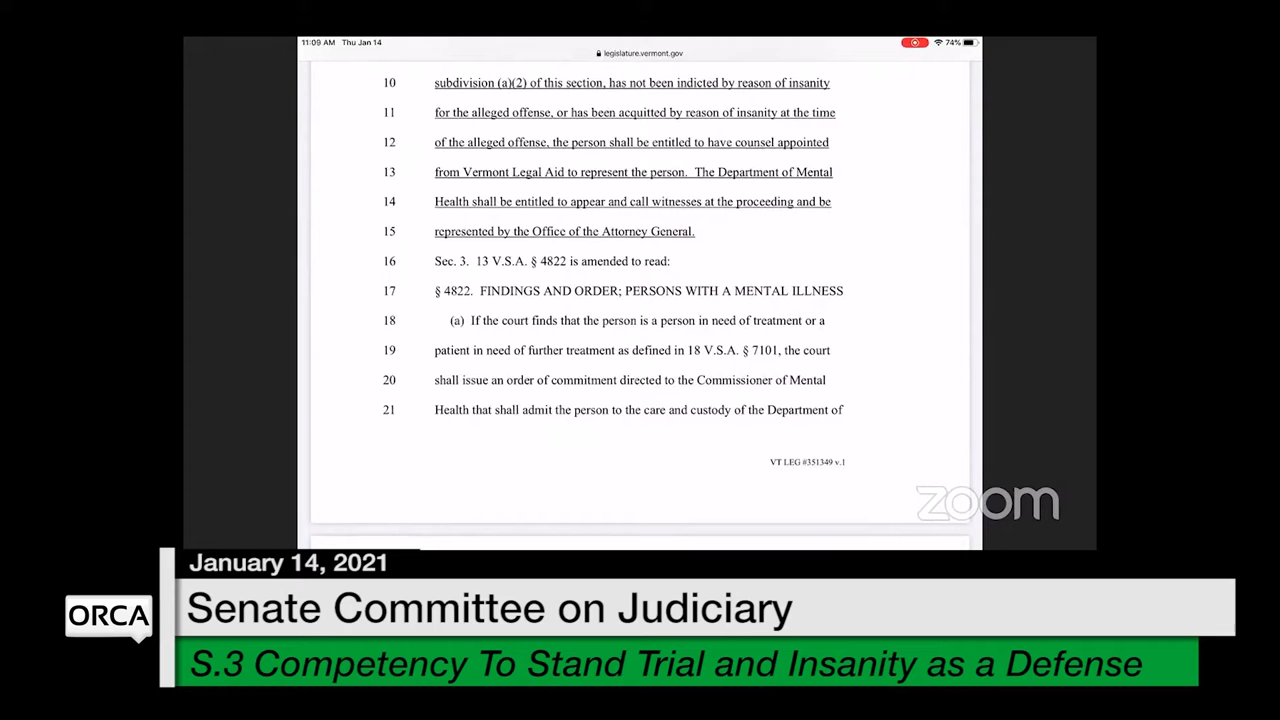 11:09 AM Thu Jan 14
74%
legislature.vermont.gov
10 subdivision (a)(2) of this section, has not been indicted by reason of insanity
11 for the alleged offense, or has been acquitted by reason of insanity at the time
12 of the alleged offense, the person shall be entitled to have counsel appointed
13 from Vermont Legal Aid to represent the person. The Department of Mental
14 Health shall be entitled to appear and call witnesses at the proceeding and be
15 represented by the Office of the Attorney General.
16 Sec. 3. 13 V.S.A. § 4822 is amended to read:
17 § 4822. FINDINGS AND ORDER; PERSONS WITH A MENTAL ILLNESS
18 (a) If the court finds that the person is a person in need of treatment or a
19 patient in need of further treatment as defined in 18 V.S.A. § 7101, the court
20 shall issue an order of commitment directed to the Commissioner of Mental
21 Health that shall admit the person to the care and custody of the Department of
VT LEG #351349 v.1
zoom
January 14, 2021
ORCA
Senate Committee on Judiciary
S.3 Competency To Stand Trial and Insanity as a Defense